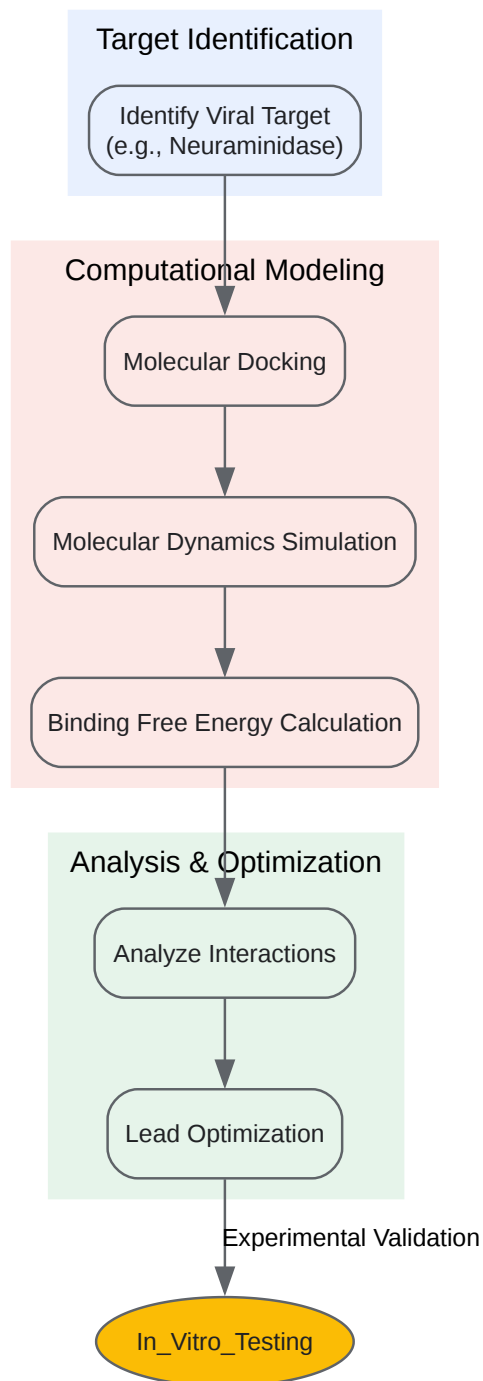 Target Identification
Identify Viral Target
(e.g., Neuraminidase)
Computational Modeling
Molecular Docking
Molecular Dynamics Simulation
Binding Free Energy Calculation
Analysis & Optimization
Analyze Interactions
Lead Optimization
Experimental Validation
In_Vitro_Testing